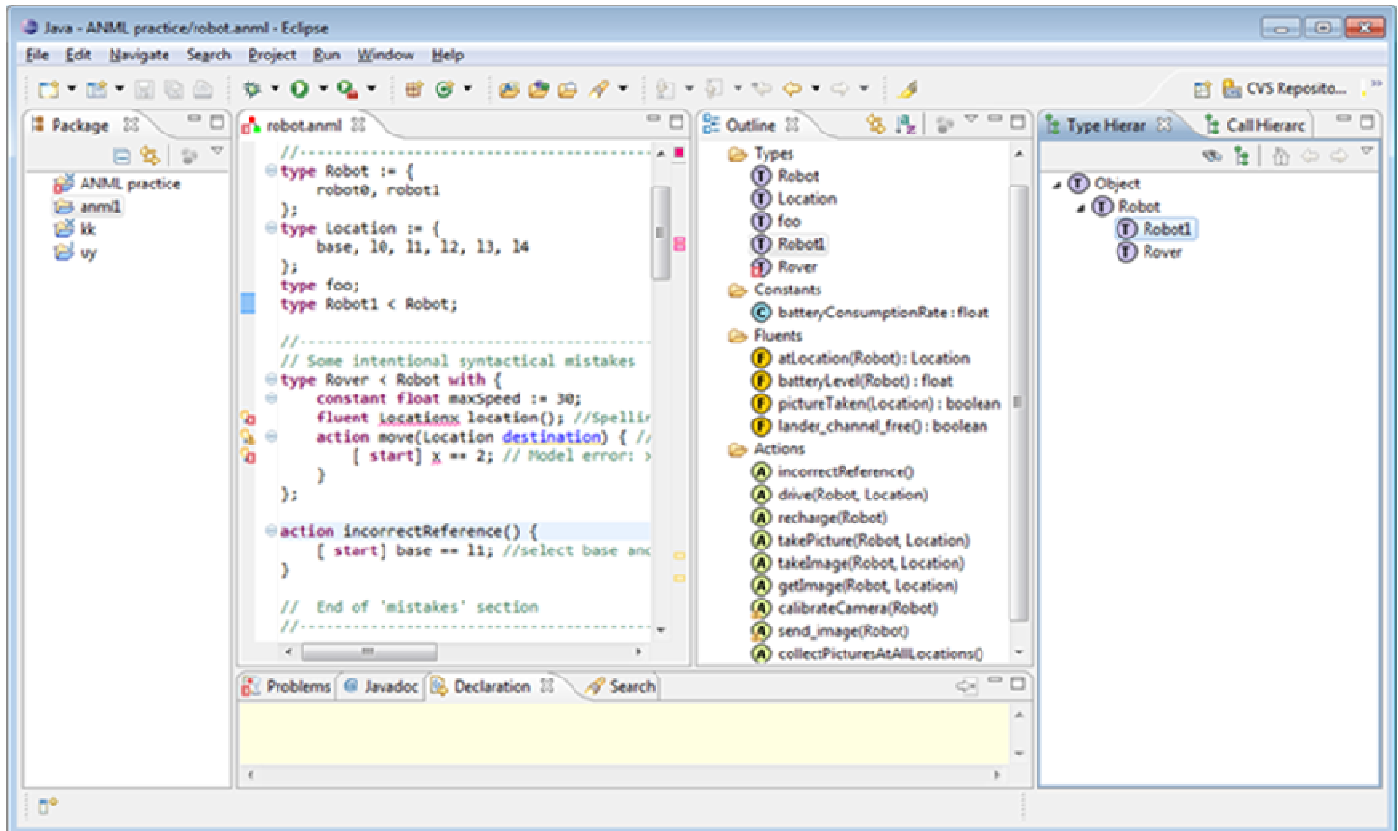 Java - ANML practice/robot.anml - Eclipse
File Edit Navigate Search Project Run Window Help
CVS Reposito...
Package
ANML practice
anml1
kk
uy
robot.anml
//
type Robot := {
robot0, robot1
};
type Location := {
base, l0, l1, l2, l3, l4
};
type foo;
type Robot1 < Robot;
//
// Some intentional syntactical mistakes
type Rover < Robot with {
constant float maxSpeed := 30;
fluent Locationx location(); //Spellin
action move(Location destination) { //
[ start] x == 2; // Model error: x
}
};
action incorrectReference() {
[ start] base == l1; //select base and
}
// End of 'mistakes' section
//
Outline
Types
Robot
Location
foo
Robot1
Rover
Constants
batteryConsumptionRate : float
Fluents
atLocation(Robot) : Location
batteryLevel(Robot) : float
pictureTaken(Location) : boolean
lander_channel_free() : boolean
Actions
incorrectReference()
drive(Robot, Location)
recharge(Robot)
takePicture(Robot, Location)
takeImage(Robot, Location)
getImage(Robot, Location)
calibrateCamera(Robot)
send_image(Robot)
collectPicturesAtAllLocations()
Type Hierar Call Hierarc
Object
Robot
Robot1
Rover
Problems Javadoc Declaration Search